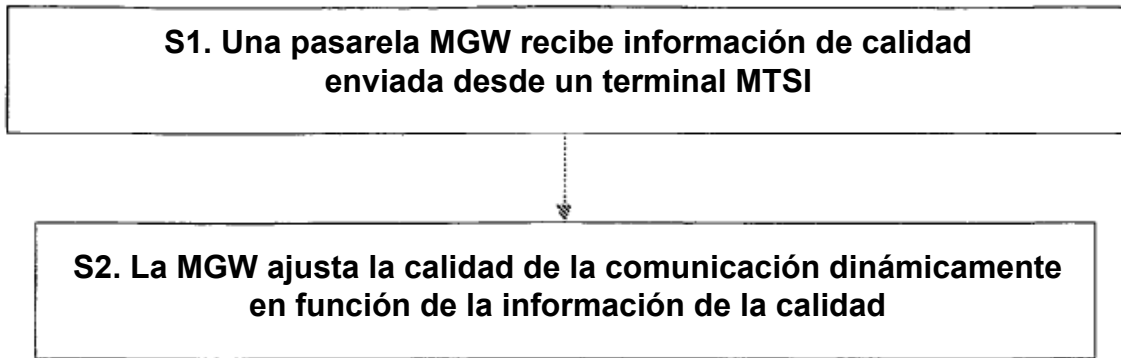 S1. Una pasarela MGW recibe información de calidad
enviada desde un terminal MTSI
S2. La MGW ajusta la calidad de la comunicación dinámicamente
en función de la información de la calidad